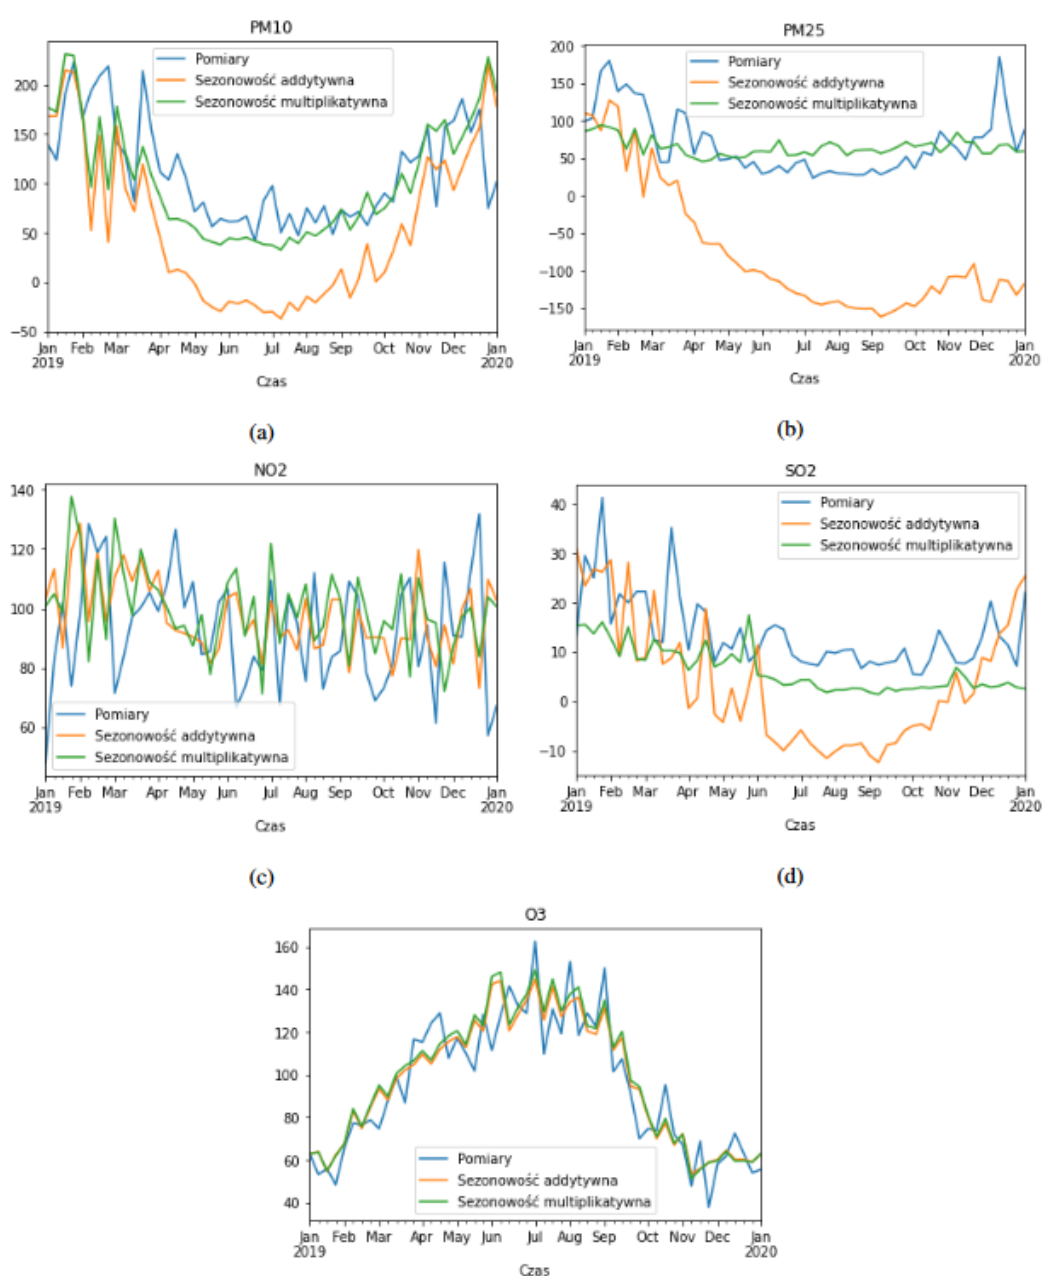 PM10
Pomiary
Sezonowość addytywna
Sezonowość multiplikatywna
200
150
100
50
0
−50
Jan Feb Mar Apr May Jun Jul Aug Sep Oct Nov Dec Jan
2019 2020
Czas
(a)
PM25
Pomiary
Sezonowość addytywna
Sezonowość multiplikatywna
200
150
100
50
0
−50
−100
−150
Jan Feb Mar Apr May Jun Jul Aug Sep Oct Nov Dec Jan
2019 2020
Czas
(b)
NO2
140
120
100
80
60
Pomiary
Sezonowość addytywna
Sezonowość multiplikatywna
Jan Feb Mar Apr May Jun Jul Aug Sep Oct Nov Dec Jan
2019 2020
Czas
(c)
SO2
Pomiary
Sezonowość addytywna
Sezonowość multiplikatywna
40
30
20
10
0
−10
Jan Feb Mar Apr May Jun Jul Aug Sep Oct Nov Dec Jan
2019 2020
Czas
(d)
O3
160
140
120
100
80
60
40
Pomiary
Sezonowość addytywna
Sezonowość multiplikatywna
Jan Feb Mar Apr May Jun Jul Aug Sep Oct Nov Dec Jan
2019 2020
Czas